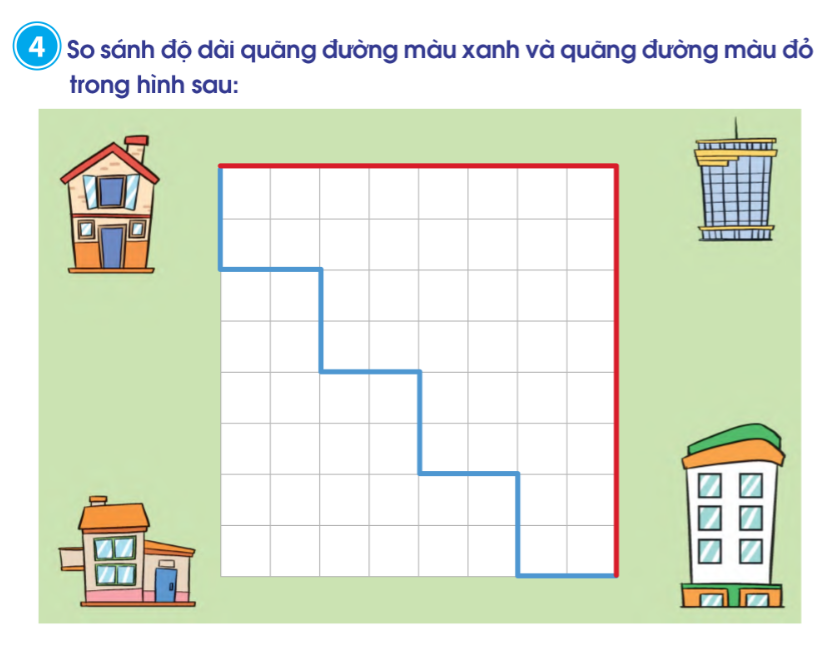 4 So sánh độ dài quãng đường màu xanh và quãng đường màu đỏ
trong hình sau: